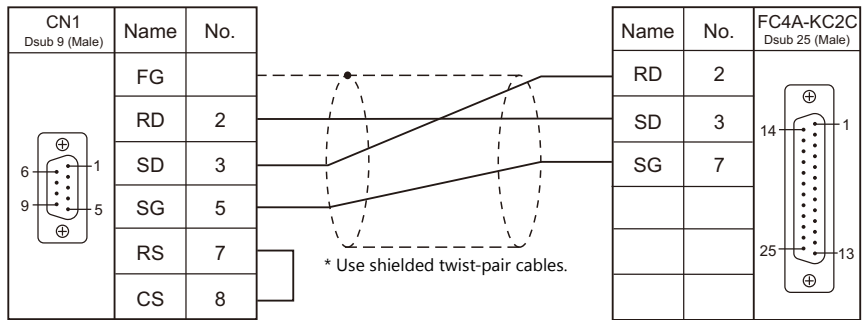 CN1
Dsub 9 (Male)
Name No.
FG
RD 2
SD 3
SG 5
RS 7
CS 8
6 1
9 5
* Use shielded twist-pair cables.
Name No.
FC4A-KC2C
Dsub 25 (Male)
RD 2
SD 3
SG 7
14 1
25 13